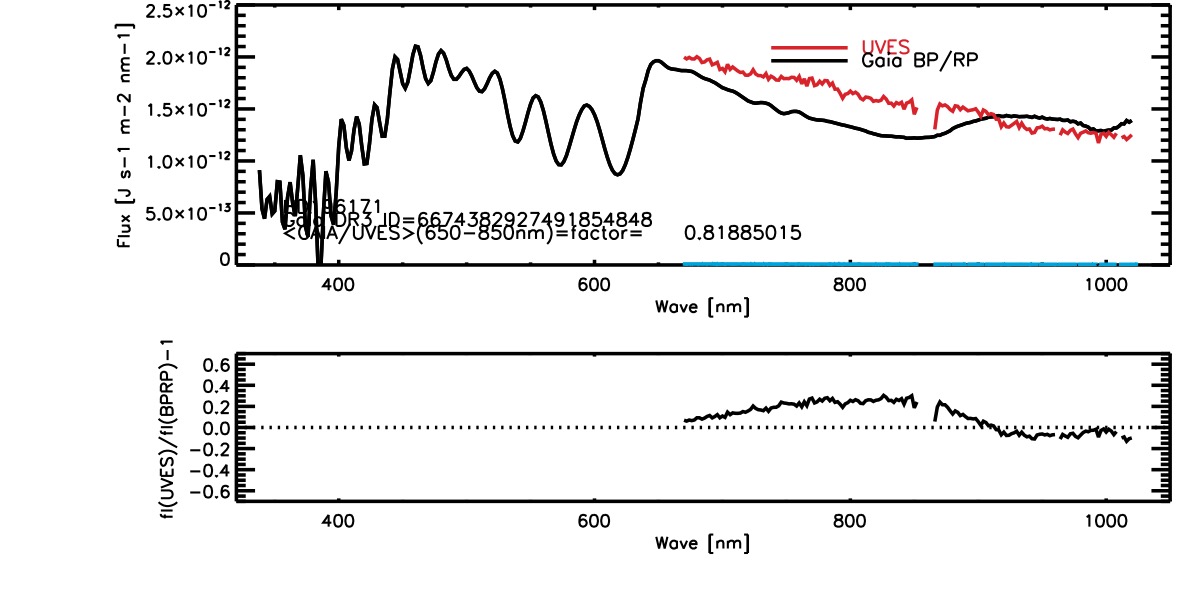 2.5×10⁻¹²
2.0×10⁻¹²
1.5×10⁻¹²
1.0×10⁻¹²
5.0×10⁻¹³
0
Flux [J s−1 m−2 nm−1]
UVES
Gaia BP/RP
96171
Gaia DR3 ID=6674382927491854848
<GAIA/UVES>(650−850nm)=factor= 0.81885015
400 600 800 1000
Wave [nm]
fl(UVES)/fl(BPRP)−1
0.6
0.4
0.2
0.0
−0.2
−0.4
−0.6
400 600 800 1000
Wave [nm]